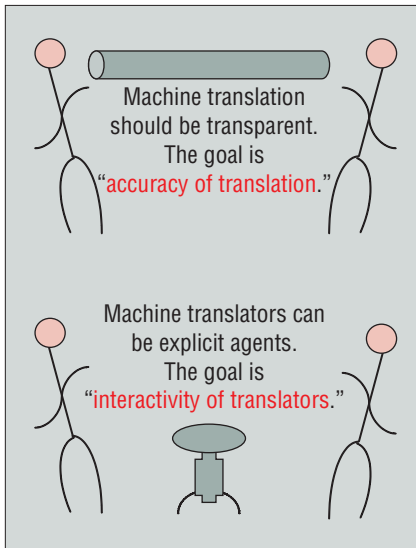 Machine translation
should be transparent.
The goal is
“accuracy of translation.”
Machine translators can
be explicit agents.
The goal is
“interactivity of translators.”